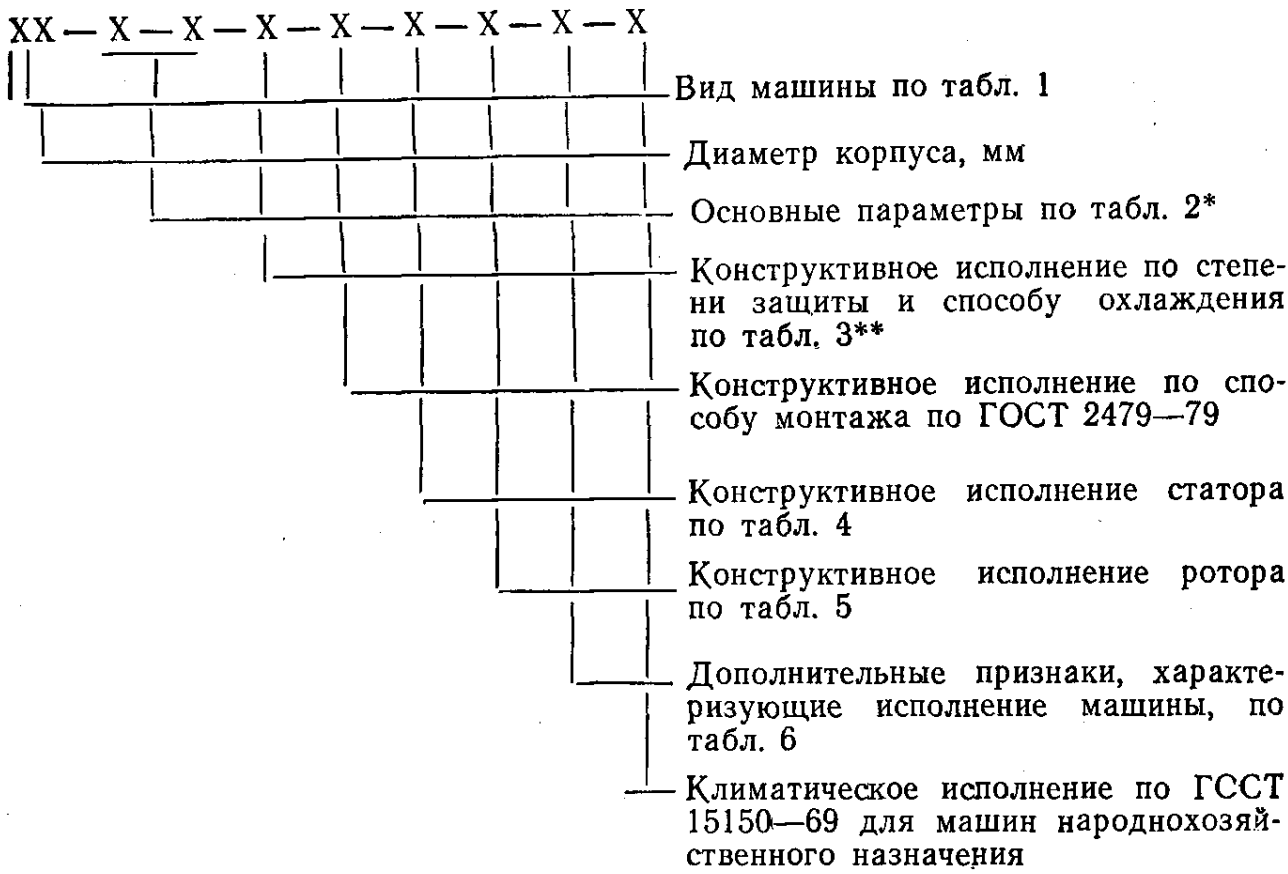 XX — X — X — X — X — X — X — X — X
Вид машины по табл. 1
Диаметр корпуса, мм
Основные параметры по табл. 2*
Конструктивное исполнение по степе-
ни защиты и способу охлаждения
по табл. 3**
Конструктивное исполнение по спо-
собу монтажа по ГОСТ 2479—79
Конструктивное исполнение статора
по табл. 4
Конструктивное исполнение ротора
по табл. 5
Дополнительные признаки, характе-
ризующие исполнение машины, по
табл. 6
Климатическое исполнение по ГССТ
15150—69 для машин народнохозяй-
ственного назначения